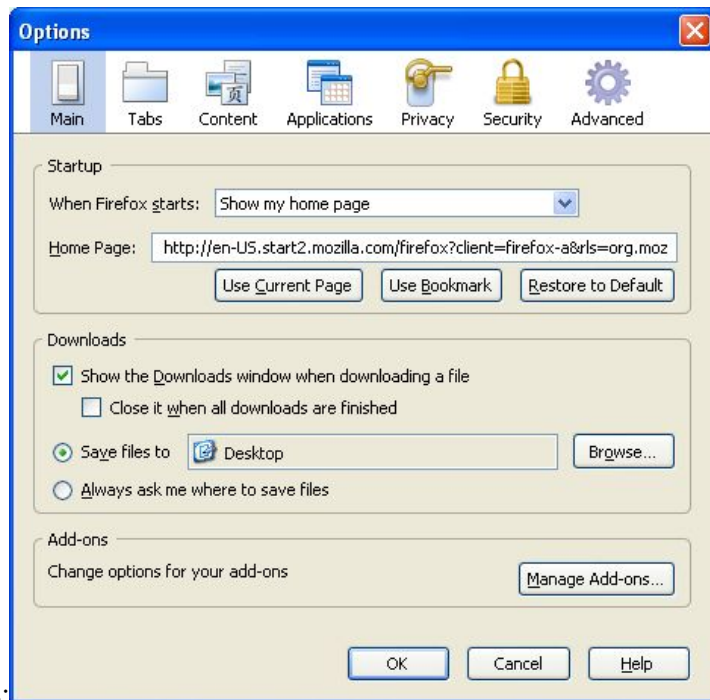 Options
Main Tabs Content Applications Privacy Security Advanced
Startup
When Firefox starts: Show my home page
Home Page: http://en-US.start2.mozilla.com/firefox?client=firefox-a&rls=org.moz
Use Current Page Use Bookmark Restore to Default
Downloads
Show the Downloads window when downloading a file
Close it when all downloads are finished
Save files to Desktop Browse...
Always ask me where to save files
Add-ons
Change options for your add-ons Manage Add-ons...
OK Cancel Help